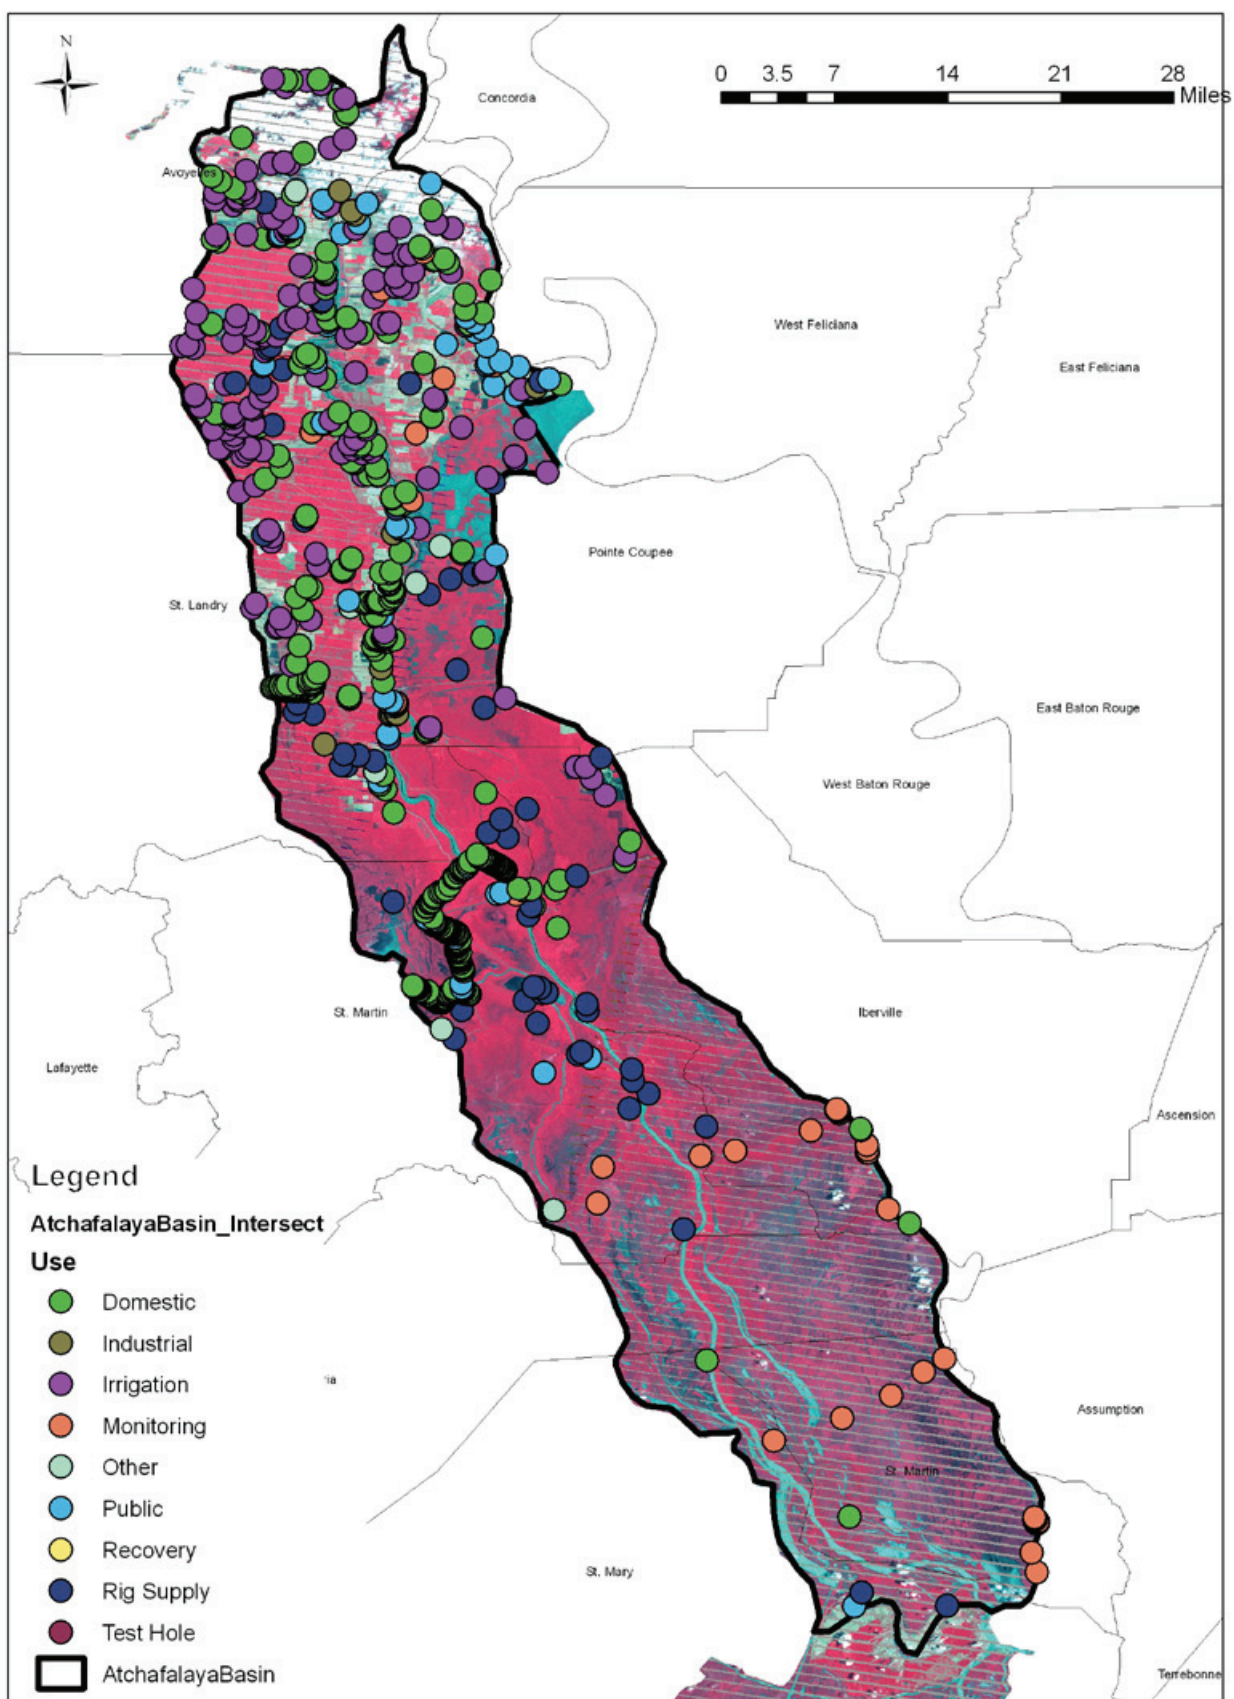 N
0 3.5 7 14 21 28
Miles
Concordia
Avoyelles
West Feliciana
East Feliciana
Pointe Coupee
St. Landry
East Baton Rouge
West Baton Rouge
St. Martin
Iberville
Lafayette
Ascension
Legend
AtchafalayaBasin_Intersect
Use
Domestic
Industrial
Irrigation
Monitoring
Other
Public
Recovery
Rig Supply
Test Hole
AtchafalayaBasin
ria
Assumption
St. Martin
St. Mary
Terrebonne